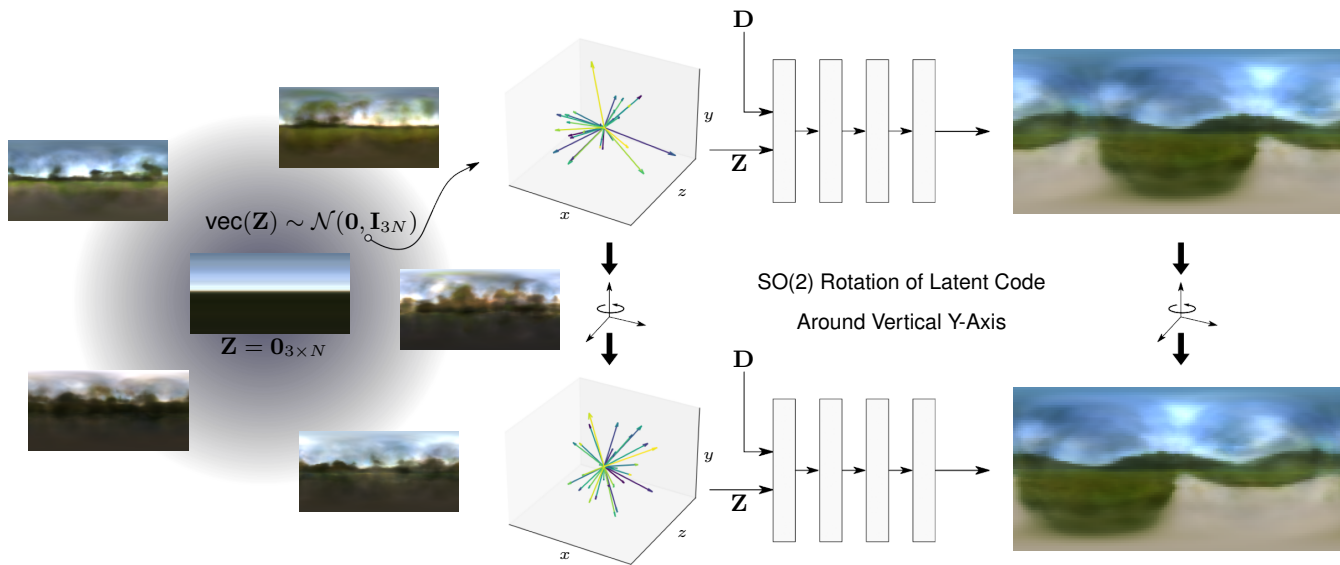 vec(Z) ∼ 𝒩(0, I₃ₙ)
Z = 0₃×ₙ
y
z
x
D
Z
SO(2) Rotation of Latent Code
Around Vertical Y-Axis
y
z
x
D
Z